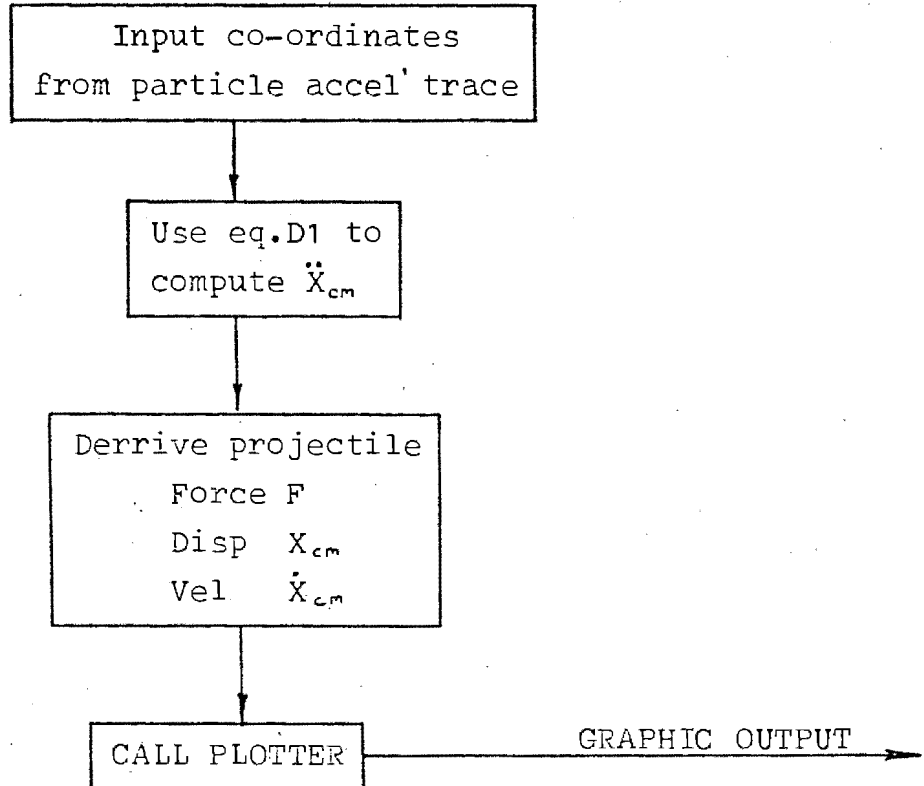 Input co-ordinates
from particle accel' trace
Use eq.D1 to
compute Ẍcm
Derrive projectile
Force F
Disp Xcm
Vel Ẋcm
CALL PLOTTER
GRAPHIC OUTPUT